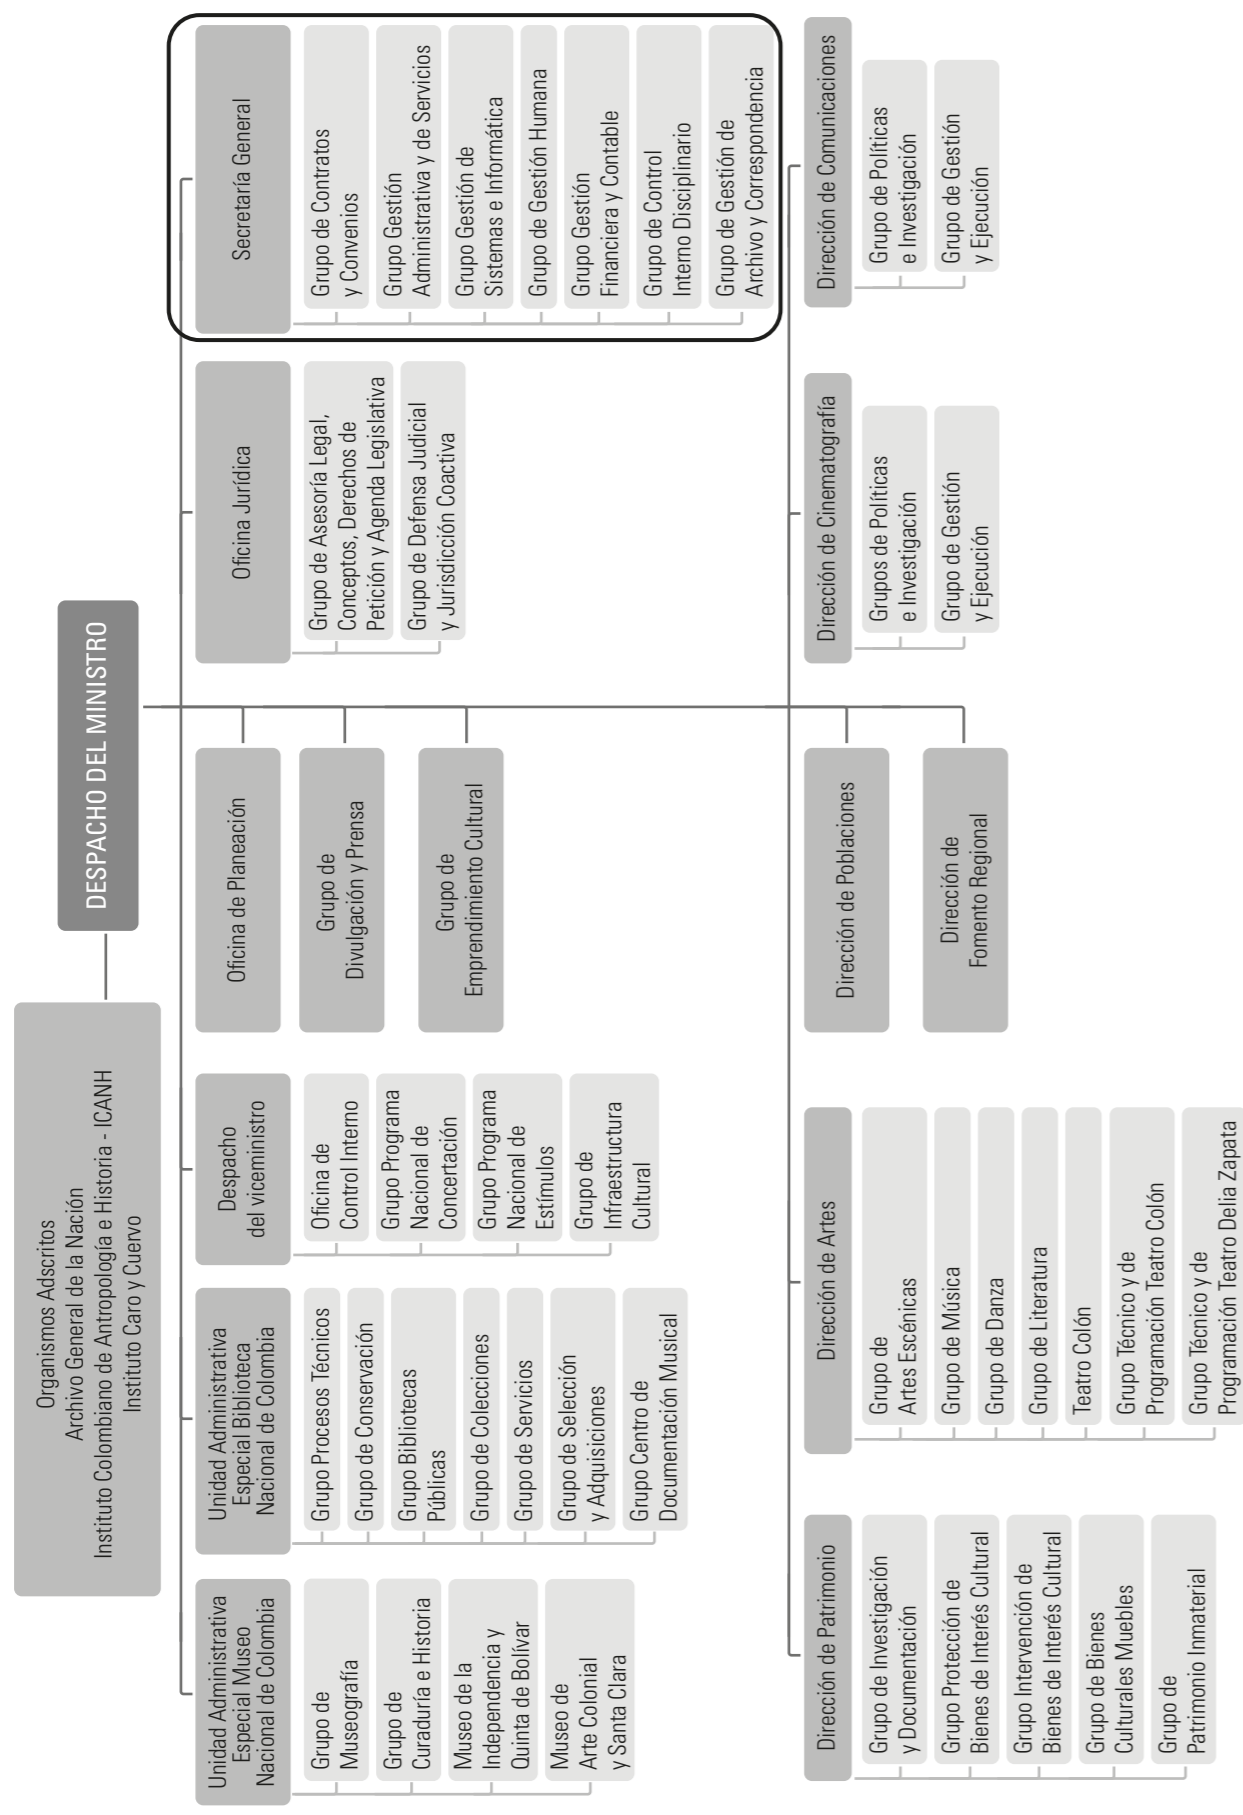 Organismos Adscritos
Archivo General de la Nación
Instituto Colombiano de Antropología e Historia - ICANH
Instituto Caro y Cuervo
DESPACHO DEL MINISTRO
Unidad Administrativa
Especial Museo
Nacional de Colombia
Grupo de
Museografía
Grupo de
Curaduría e Historia
Museo de la
Independencia y
Quinta de Bolívar
Museo de
Arte Colonial
y Santa Clara
Unidad Administrativa
Especial Biblioteca
Nacional de Colombia
Grupo Procesos Técnicos
Grupo de Conservación
Grupo Bibliotecas
Públicas
Grupo de Colecciones
Grupo de Servicios
Grupo de Selección
y Adquisiciones
Grupo Centro de
Documentación Musical
Despacho
del viceministro
Oficina de
Control Interno
Grupo Programa
Nacional de
Concertación
Grupo Programa
Nacional de
Estímulos
Grupo de
Infraestructura
Cultural
Oficina de Planeación
Grupo de
Divulgación y Prensa
Grupo de
Emprendimiento Cultural
Oficina Jurídica
Grupo de Asesoría Legal,
Conceptos, Derechos de
Petición y Agenda Legislativa
Grupo de Defensa Judicial
y Jurisdicción Coactiva
Secretaría General
Grupo de Contratos
y Convenios
Grupo Gestión
Administrativa y de Servicios
Grupo Gestión de
Sistemas e Informática
Grupo de Gestión Humana
Grupo Gestión
Financiera y Contable
Grupo de Control
Interno Disciplinario
Grupo de Gestión de
Archivo y Correspondencia
Dirección de Patrimonio
Grupo de Investigación
y Documentación
Grupo Protección de
Bienes de Interés Cultural
Grupo Intervención de
Bienes de Interés Cultural
Grupo de Bienes
Culturales Muebles
Grupo de
Patrimonio Inmaterial
Dirección de Artes
Grupo de
Artes Escénicas
Grupo de Música
Grupo de Danza
Grupo de Literatura
Teatro Colón
Grupo Técnico y de
Programación Teatro Colón
Grupo Técnico y de
Programación Teatro Delia Zapata
Dirección de Poblaciones
Dirección de
Fomento Regional
Dirección de Cinematografía
Grupos de Políticas
e Investigación
Grupo de Gestión
y Ejecución
Dirección de Comunicaciones
Grupo de Políticas
e Investigación
Grupo de Gestión
y Ejecución